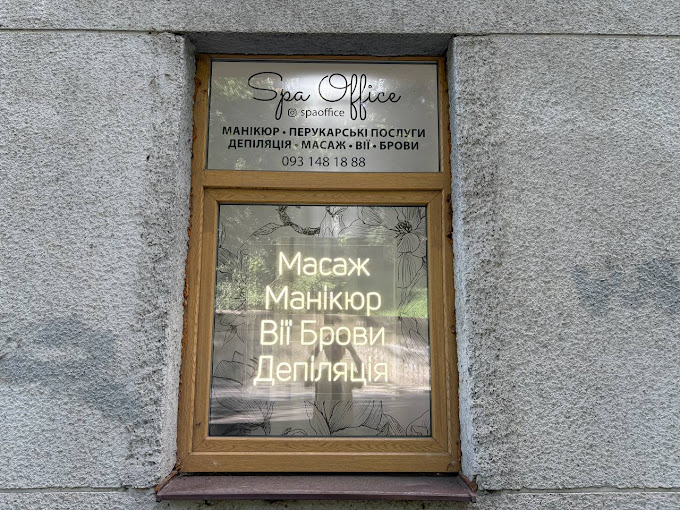 Spa Office
@ spaoffice
МАНІКЮР • ПЕРУКАРСЬКІ ПОСЛУГИ
ДЕПІЛЯЦІЯ • МАСАЖ • ВІЇ • БРОВИ
093 148 18 88
Масаж
Манікюр
Вії Брови
Депіляція